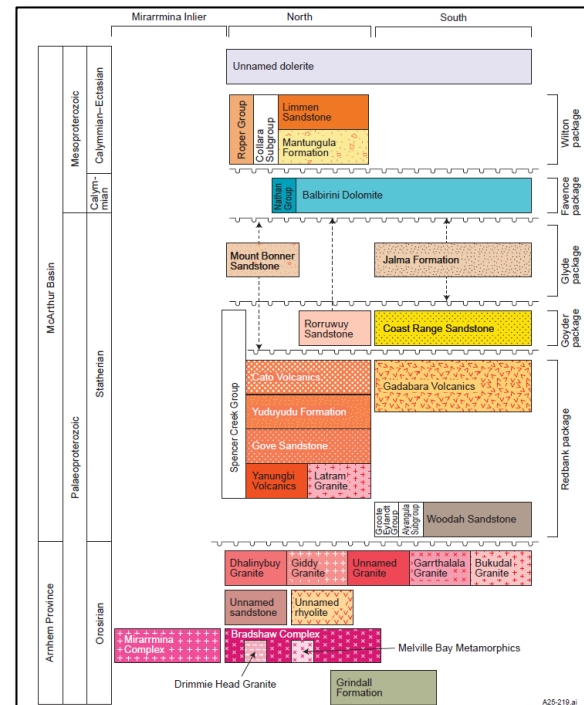 Mirarrmina Inlier
North
South
Unnamed dolerite
Roper Group
Collara
Subgroup
Limmen
Sandstone
Mantungula
Formation
Nathan
Group
Balbirini Dolomite
Mount Bonner
Sandstone
Jalma Formation
Rorruwuy
Sandstone
Coast Range Sandstone
Spencer Creek Group
Cato Volcanics
Gadabara Volcanics
Yuduyudu Formation
Gove Sandstone
Yanungbi
Volcanics
Latram
Granite
Groote
Eylandt
Group
Alyangula
Subgroup
Woodah Sandstone
Dhalinybuy
Granite
Giddy
Granite
Unnamed
Granite
Garrthalala
Granite
Bukudal
Granite
Unnamed
sandstone
Unnamed
rhyolite
Mirarrmina
Complex
Bradshaw Complex
Melville Bay Metamorphics
Drimmie Head Granite
Grindall
Formation
McArthur Basin
Arnhem Province
Mesoproterozoic
Palaeoproterozoic
Calymmian–Ectasian
Calym-
mian
Statherian
Orosirian
Wilton
package
Favence
package
Glyde
package
Goyder
package
Redbank package
A25-219.ai